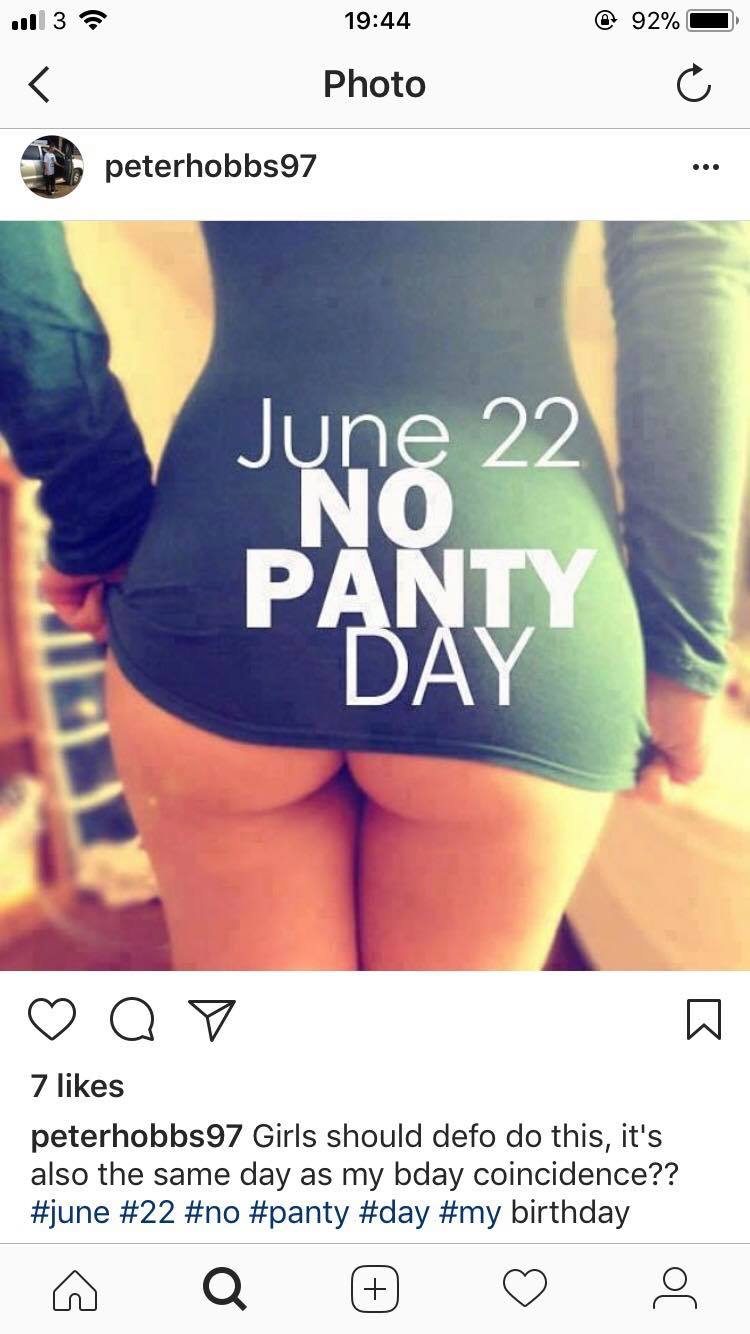 3 19:44 92%
Photo
peterhobbs97
June 22
NO
PANTY
DAY
7 likes
peterhobbs97 Girls should defo do this, it's
also the same day as my bday coincidence??
#june #22 #no #panty #day #my birthday